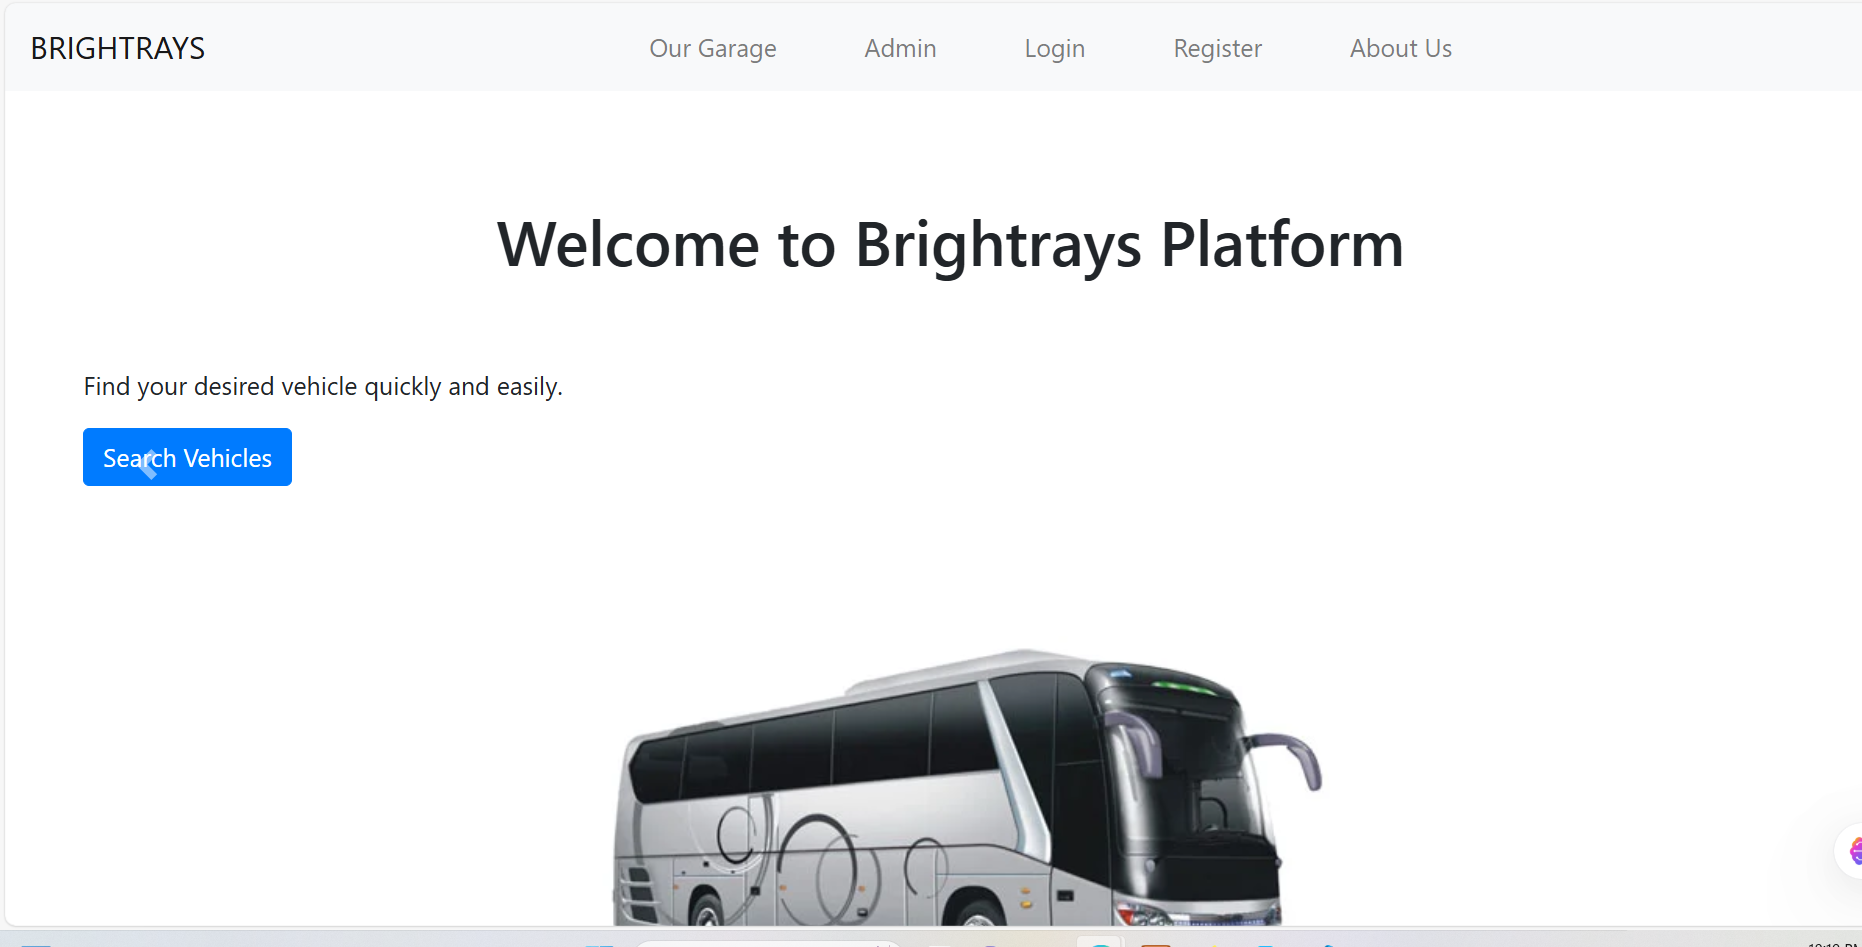 BRIGHTRAYS
Our Garage Admin Login Register About Us
Welcome to Brightrays Platform
Find your desired vehicle quickly and easily.
Search Vehicles